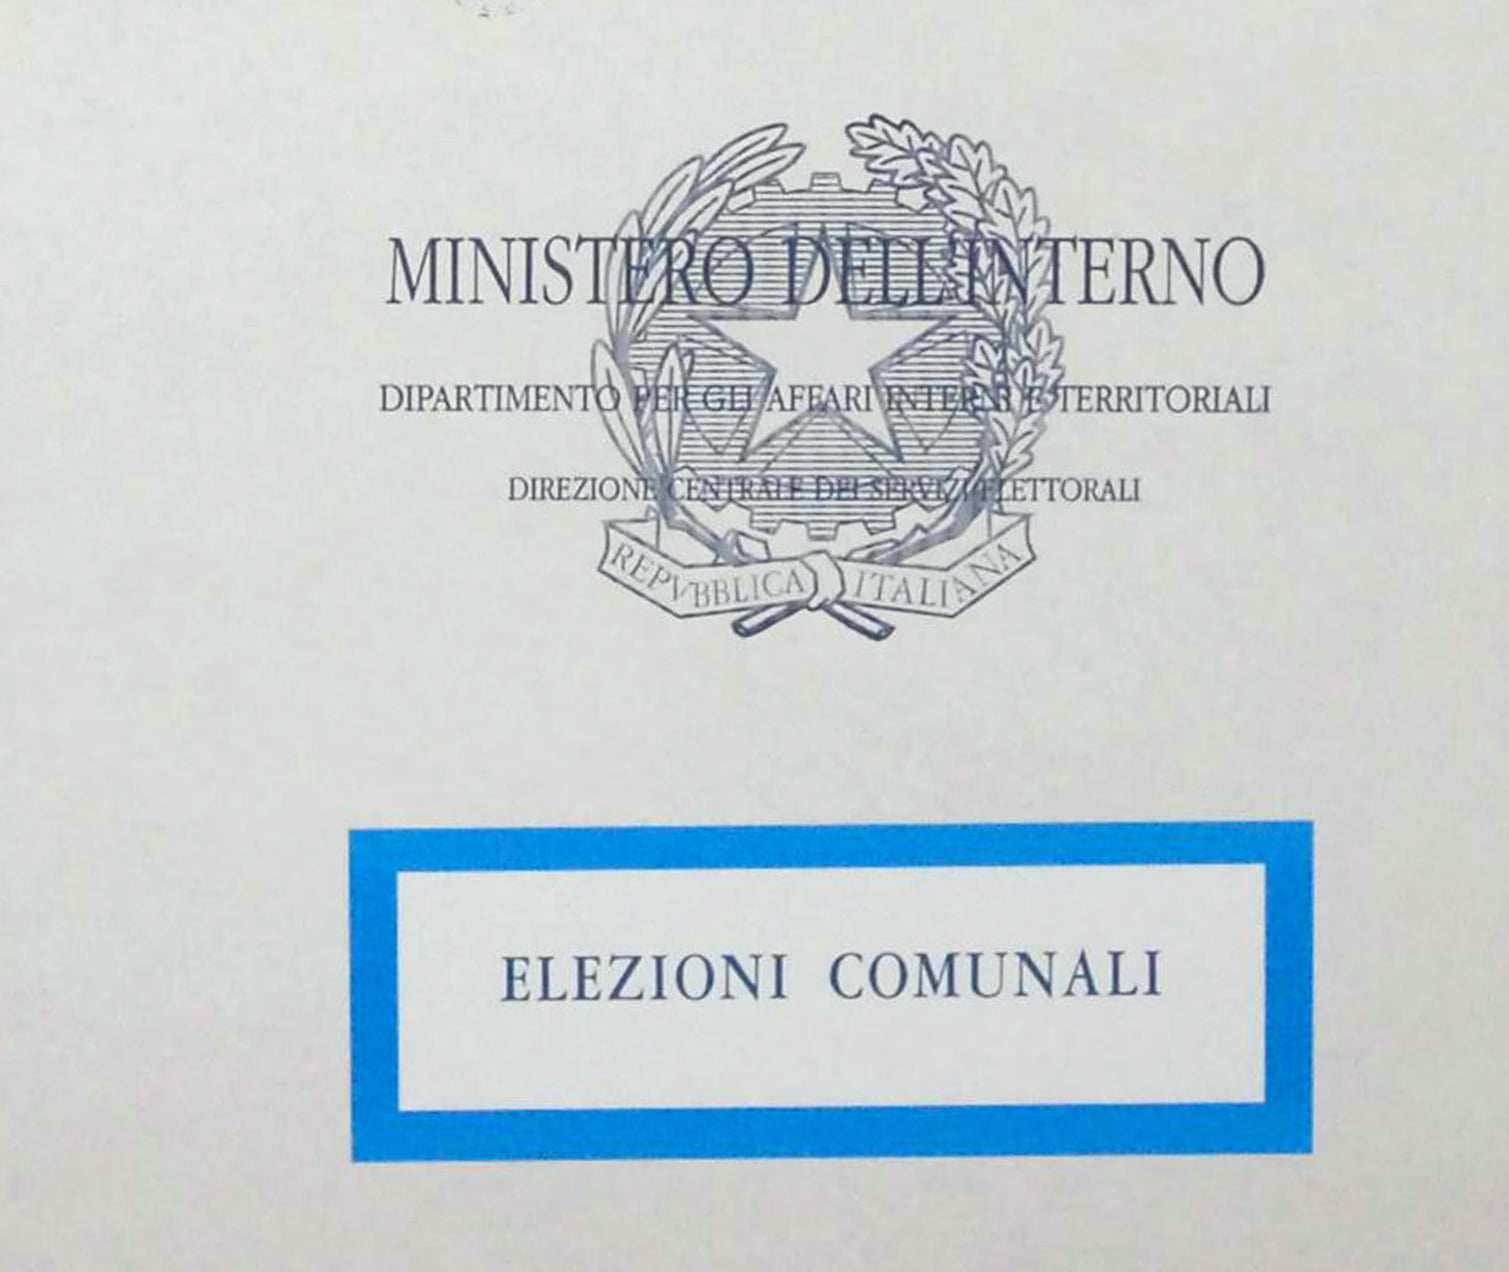 MINISTERO DELL'INTERNO
DIPARTIMENTO PER GLI AFFARI INTERNI E TERRITORIALI
DIREZIONE CENTRALE DEI SERVIZI ELETTORALI
REPVBBLICA ITALIANA
ELEZIONI COMUNALI